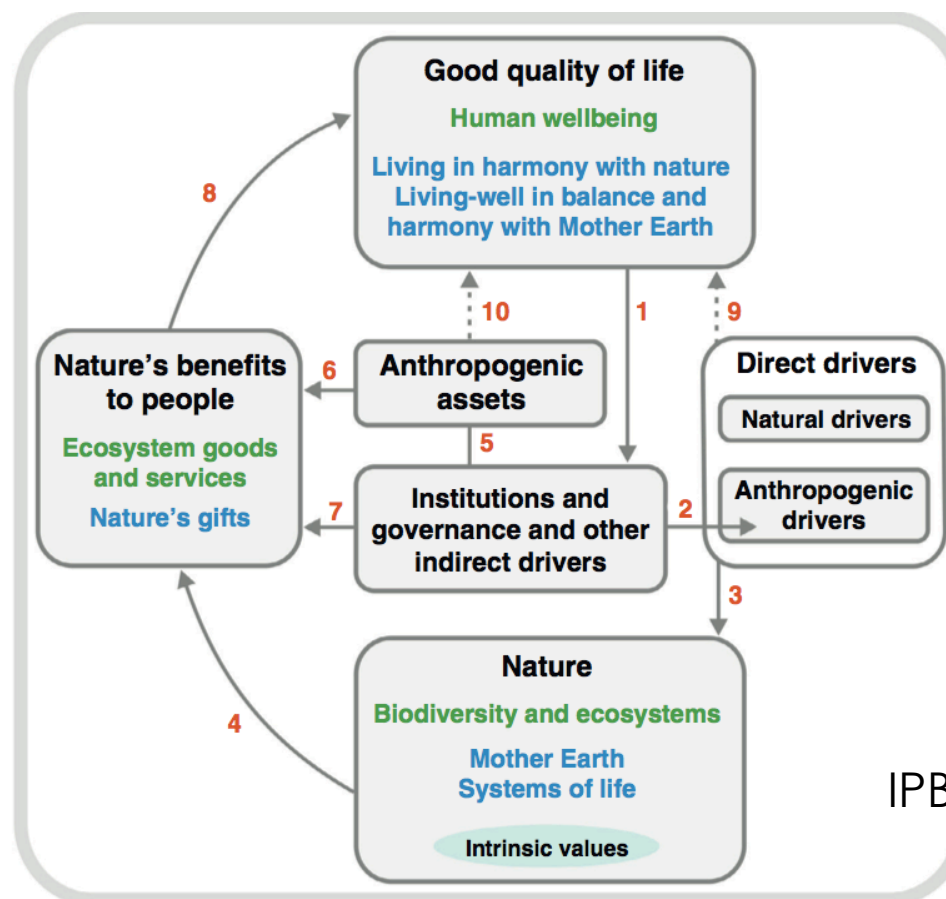 Good quality of life
Human wellbeing
Living in harmony with nature
Living-well in balance and
harmony with Mother Earth
8
10
1
9
Nature's benefits
to people
Ecosystem goods
and services
Nature's gifts
6
Anthropogenic
assets
5
Direct drivers
Natural drivers
Anthropogenic
drivers
7
Institutions and
governance and other
indirect drivers
2
3
4
Nature
Biodiversity and ecosystems
Mother Earth
Systems of life
Intrinsic values
IPB